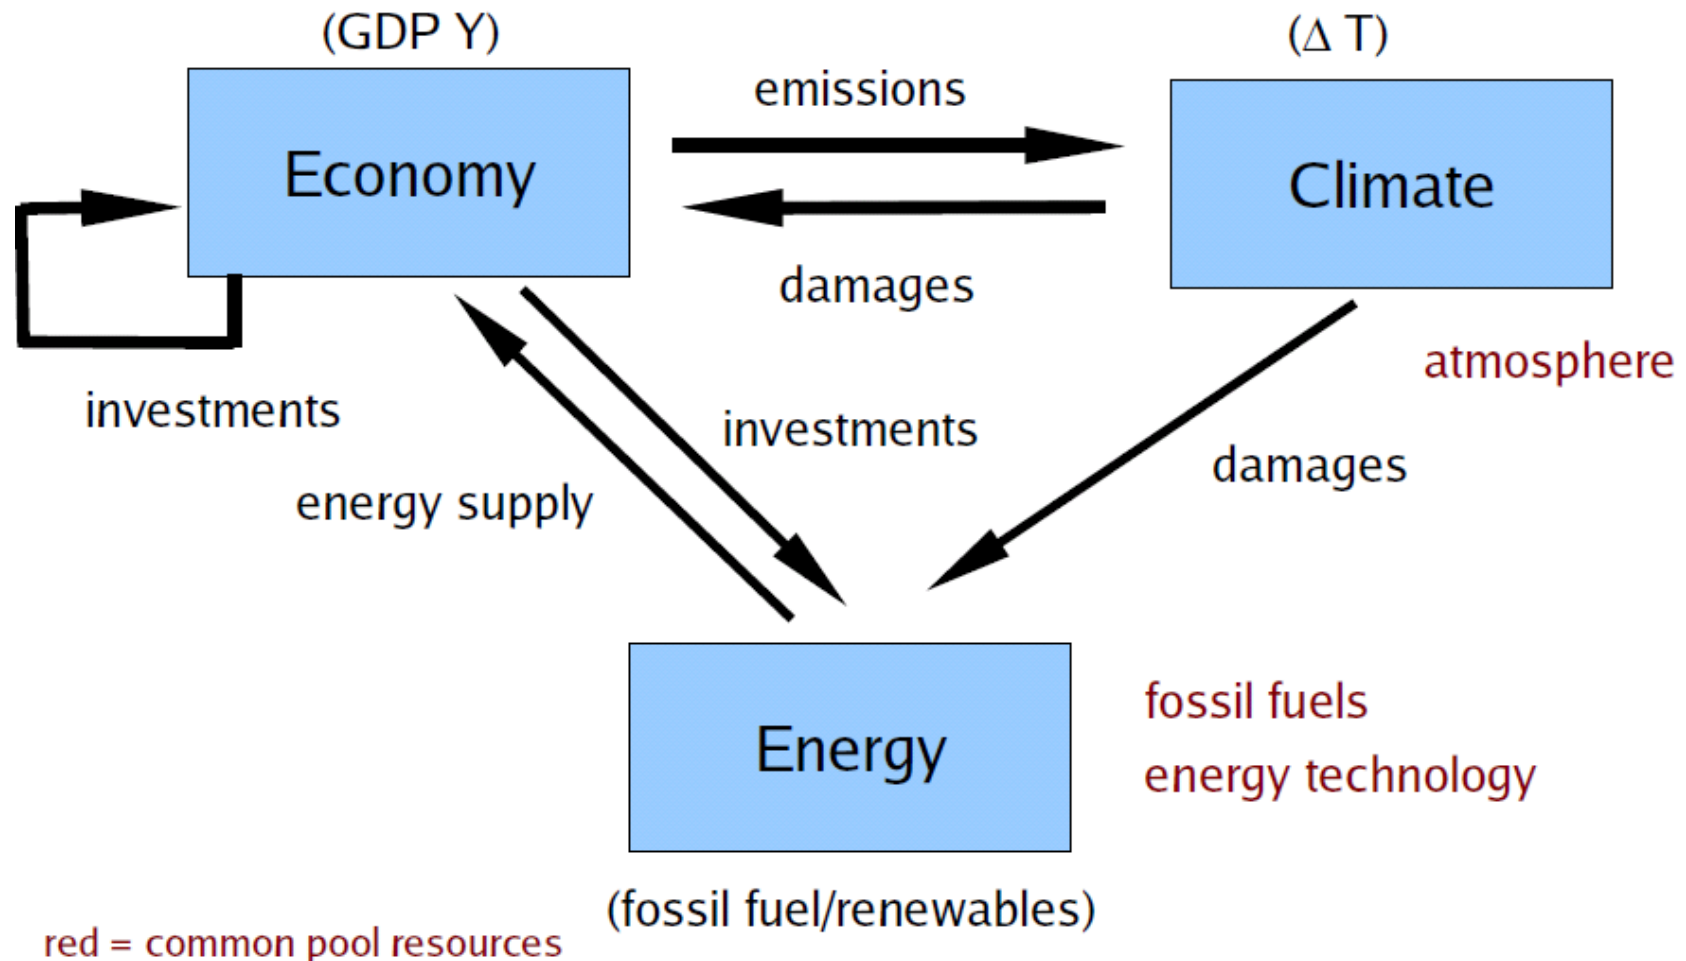 (GDP Y)
(Δ T)
emissions
Economy
Climate
damages
atmosphere
investments
investments
damages
energy supply
fossil fuels
Energy
energy technology
(fossil fuel/renewables)
red = common pool resources